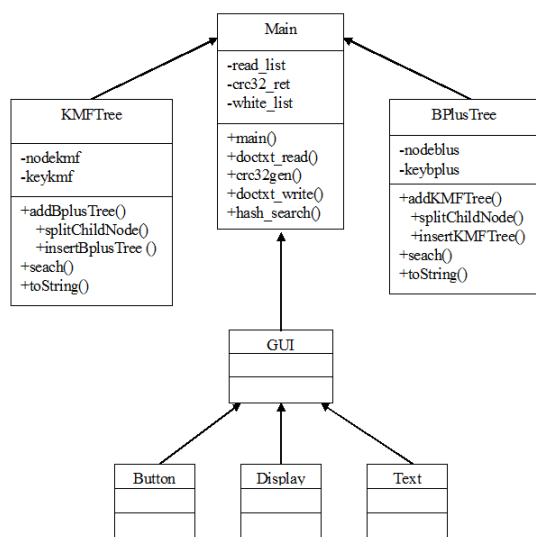 Main
-read_list
-crc32_ret
-white_list
+main()
+doctxt_read()
+crc32gen()
+doctxt_write()
+hash_search()
KMFTree
-nodekmf
-keykmf
+addBplusTree()
+splitChildNode()
+insertBplusTree ()
+seach()
+toString()
BPlusTree
-nodeblus
-keybplus
+addKMFTree()
+splitChildNode()
+insertKMFTree()
+seach()
+toString()
GUI
Button
Display
Text